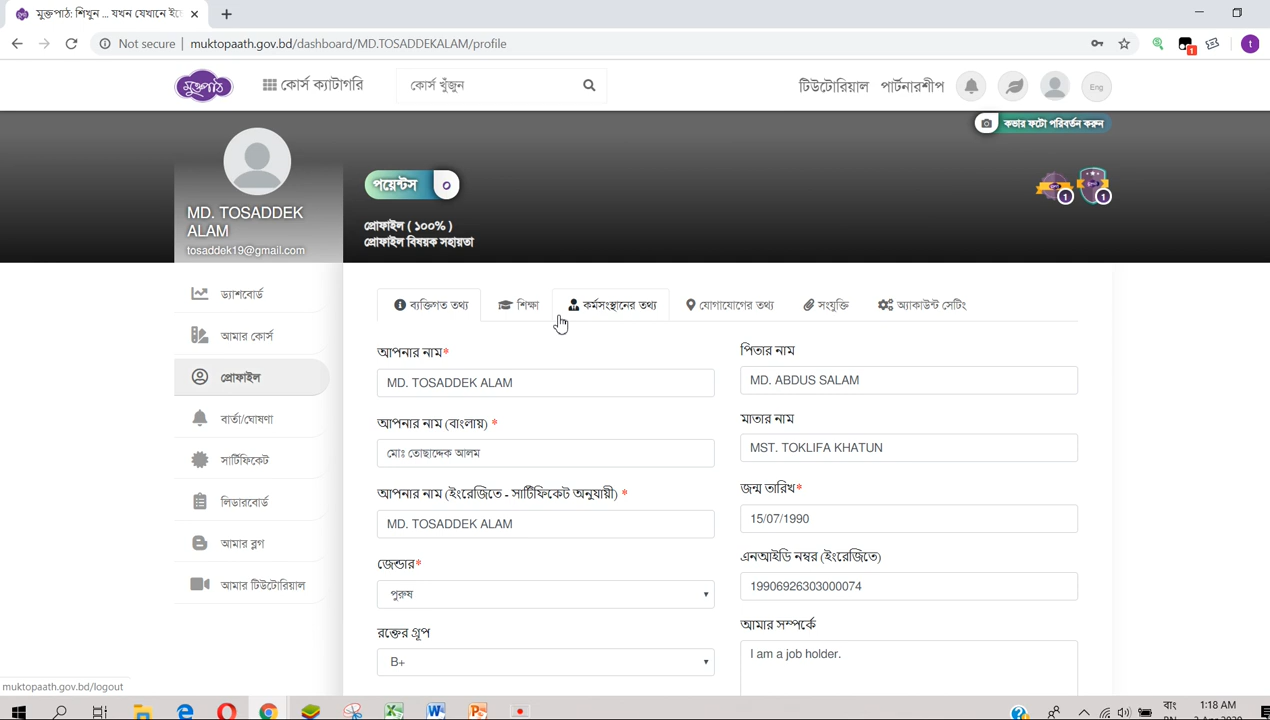 মুক্তপাঠ: শিখুন ... যখন যেখানে ইচ্ছে
Not secure | muktopaath.gov.bd/dashboard/MD.TOSADDEKALAM/profile
1
t
মুক্তপাঠ
কোর্স ক্যাটাগরি
কোর্স খুঁজুন
টিউটোরিয়াল
পার্টনারশীপ
Eng
কভার ফটো পরিবর্তন করুন
পয়েন্টস ০
1
1
MD. TOSADDEK
ALAM
tosaddek19@gmail.com
প্রোফাইল ( ১০০% )
প্রোফাইল বিষয়ক সহায়তা
ড্যাশবোর্ড
আমার কোর্স
প্রোফাইল
বার্তা/ঘোষণা
সার্টিফিকেট
লিডারবোর্ড
আমার ব্লগ
আমার টিউটোরিয়াল
ব্যক্তিগত তথ্য
শিক্ষা
কর্মসংস্থানের তথ্য
যোগাযোগের তথ্য
সংযুক্তি
অ্যাকাউন্ট সেটিং
আপনার নাম*
MD. TOSADDEK ALAM
আপনার নাম (বাংলায়) *
মোঃ তোছাদ্দেক আলম
আপনার নাম (ইংরেজিতে - সার্টিফিকেট অনুযায়ী) *
MD. TOSADDEK ALAM
জেন্ডার*
পুরুষ
রক্তের গ্রুপ
B+
পিতার নাম
MD. ABDUS SALAM
মাতার নাম
MST. TOKLIFA KHATUN
জন্ম তারিখ*
15/07/1990
এনআইডি নম্বর (ইংরেজিতে)
19906926303000074
আমার সম্পর্কে
I am a job holder.
muktopaath.gov.bd/logout
বাং
1:18 AM